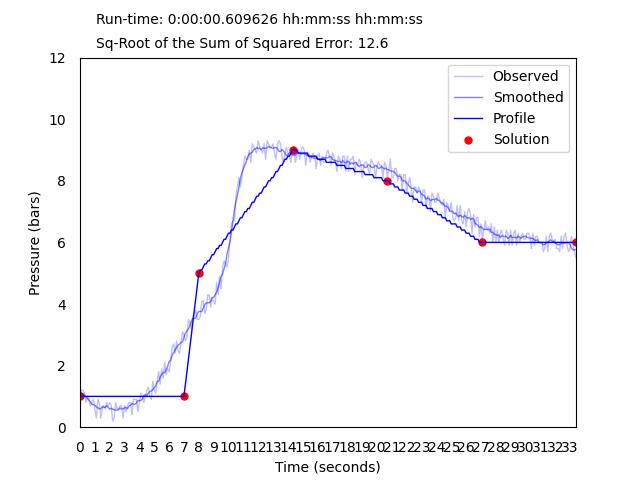 Run-time: 0:00:00.609626 hh:mm:ss hh:mm:ss
Sq-Root of the Sum of Squared Error: 12.6
12
10
8
6
4
2
0
Pressure (bars)
Observed
Smoothed
Profile
Solution
0 1 2 3 4 5 6 7 8 9 10 11 12 13 14 15 16 17 18 19 20 21 22 23 24 25 26 27 28 29 30 31 32 33
Time (seconds)